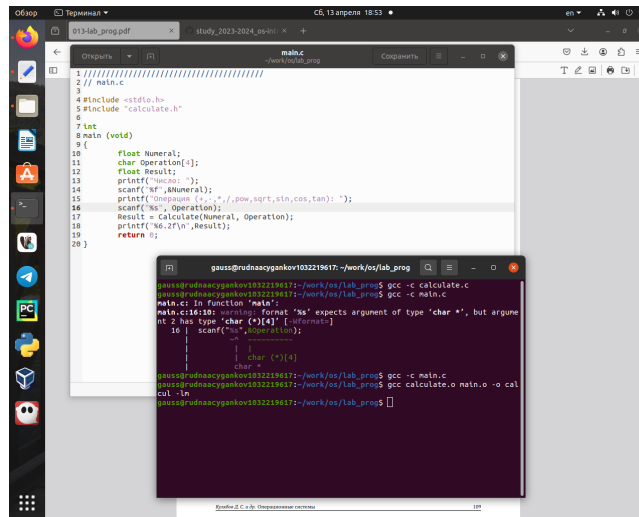 Обзор
Терминал
Сб, 13 апреля 18:53
en
013-lab_prog.pdf ×
study_2023-2024_os-intr × +
Открыть
main.c
~/work/os/lab_prog
Сохранить
1 ////////////////////////////////////////
2 // main.c
3
4 #include <stdio.h>
5 #include "calculate.h"
6
7 int
8 main (void)
9 {
10 float Numeral;
11 char Operation[4];
12 float Result;
13 printf("Число: ");
14 scanf("%f",&Numeral);
15 printf("Операция (+,-,*,/,pow,sqrt,sin,cos,tan): ");
16 scanf("%s", Operation);
17 Result = Calculate(Numeral, Operation);
18 printf("%6.2f\n",Result);
19 return 0;
20 }
gauss@rudnaacygankov1032219617: ~/work/os/lab_prog
gauss@rudnaacygankov1032219617:~/work/os/lab_prog$ gcc -c calculate.c
gauss@rudnaacygankov1032219617:~/work/os/lab_prog$ gcc -c main.c
main.c: In function ‘main’:
main.c:16:10: warning: format ‘%s’ expects argument of type ‘char *’, but argume
nt 2 has type ‘char (*)[4]’ [-Wformat=]
16 | scanf("%s",&Operation);
| ~^ ~~~~~~~~~~
| | |
| | char (*)[4]
| char *
gauss@rudnaacygankov1032219617:~/work/os/lab_prog$ gcc -c main.c
gauss@rudnaacygankov1032219617:~/work/os/lab_prog$ gcc calculate.o main.o -o cal
cul -lm
gauss@rudnaacygankov1032219617:~/work/os/lab_prog$
PC
Кулябов Д. С. и др. Операционные системы 109